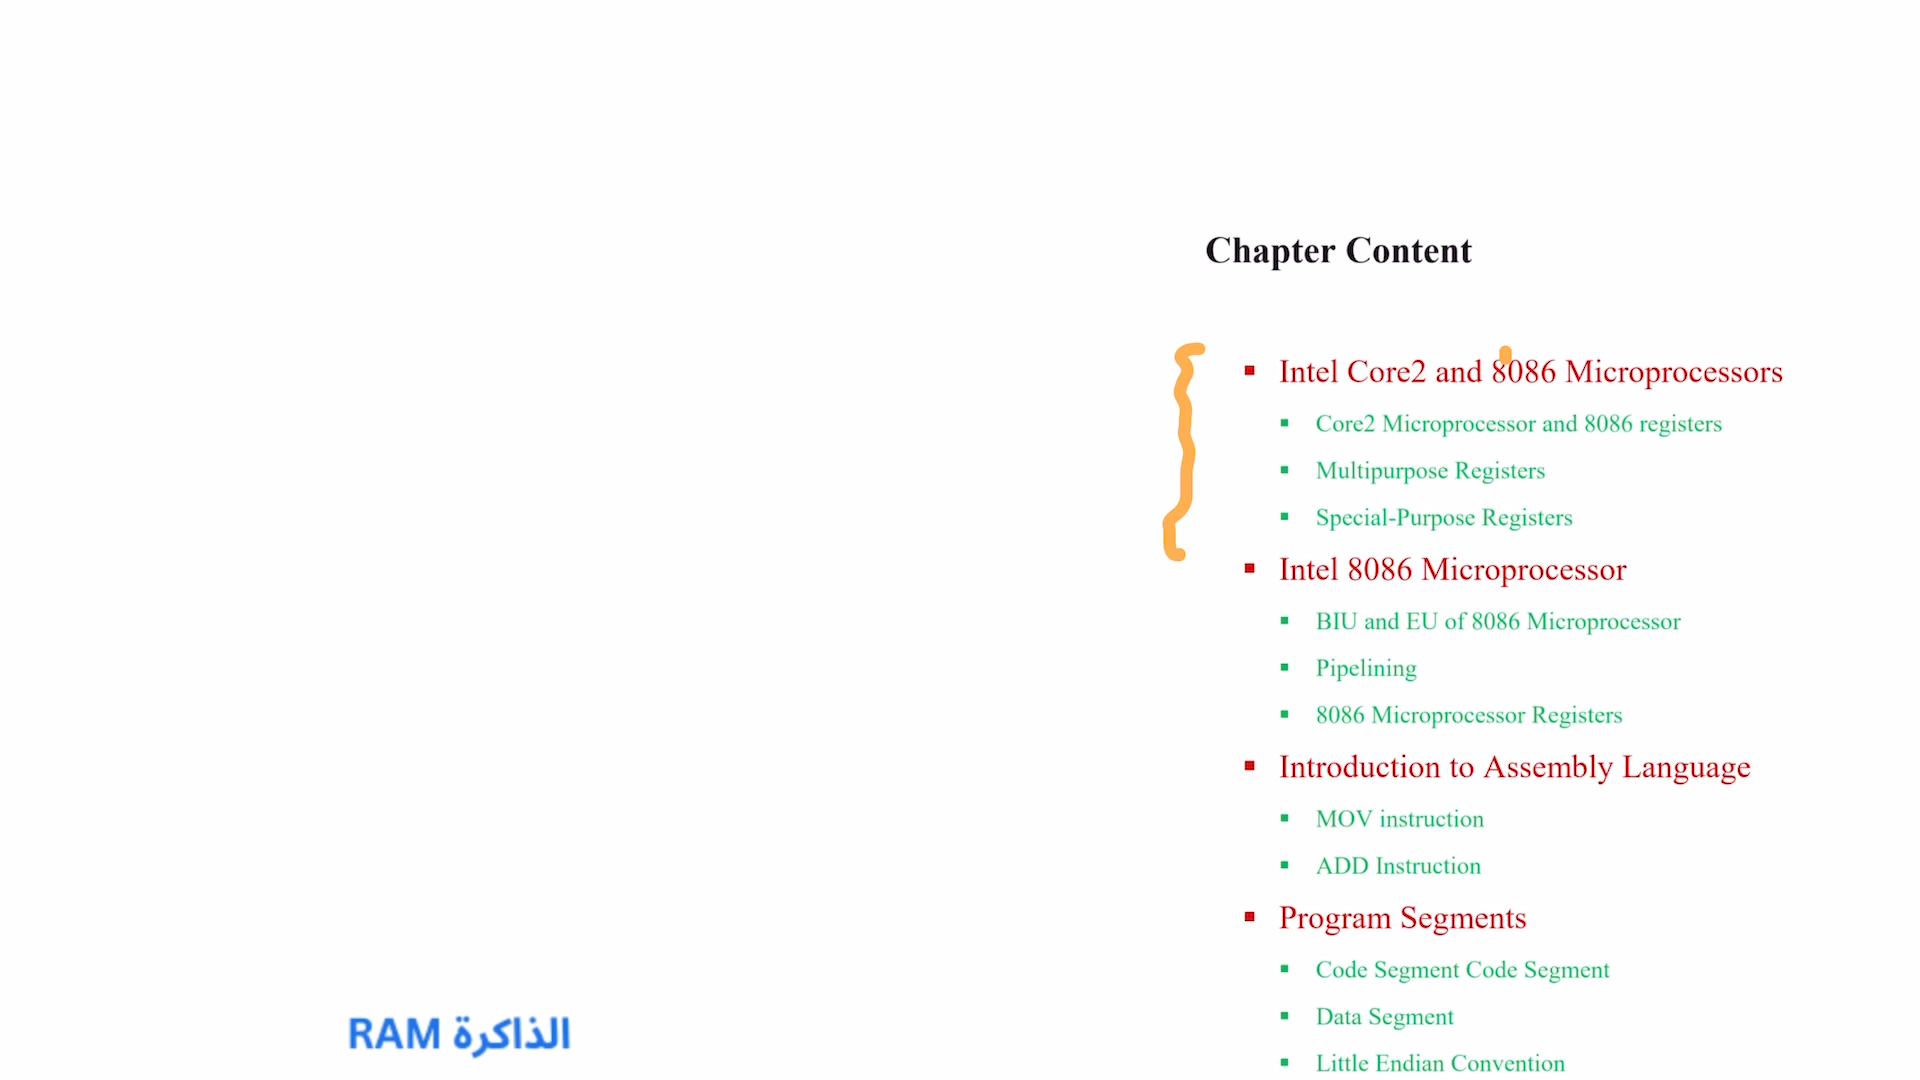 Chapter Content
▪ Intel Core2 and 8086 Microprocessors
▪ Core2 Microprocessor and 8086 registers
▪ Multipurpose Registers
▪ Special-Purpose Registers
▪ Intel 8086 Microprocessor
▪ BIU and EU of 8086 Microprocessor
▪ Pipelining
▪ 8086 Microprocessor Registers
▪ Introduction to Assembly Language
▪ MOV instruction
▪ ADD Instruction
▪ Program Segments
▪ Code Segment Code Segment
▪ Data Segment
▪ Little Endian Convention
الذاكرة RAM